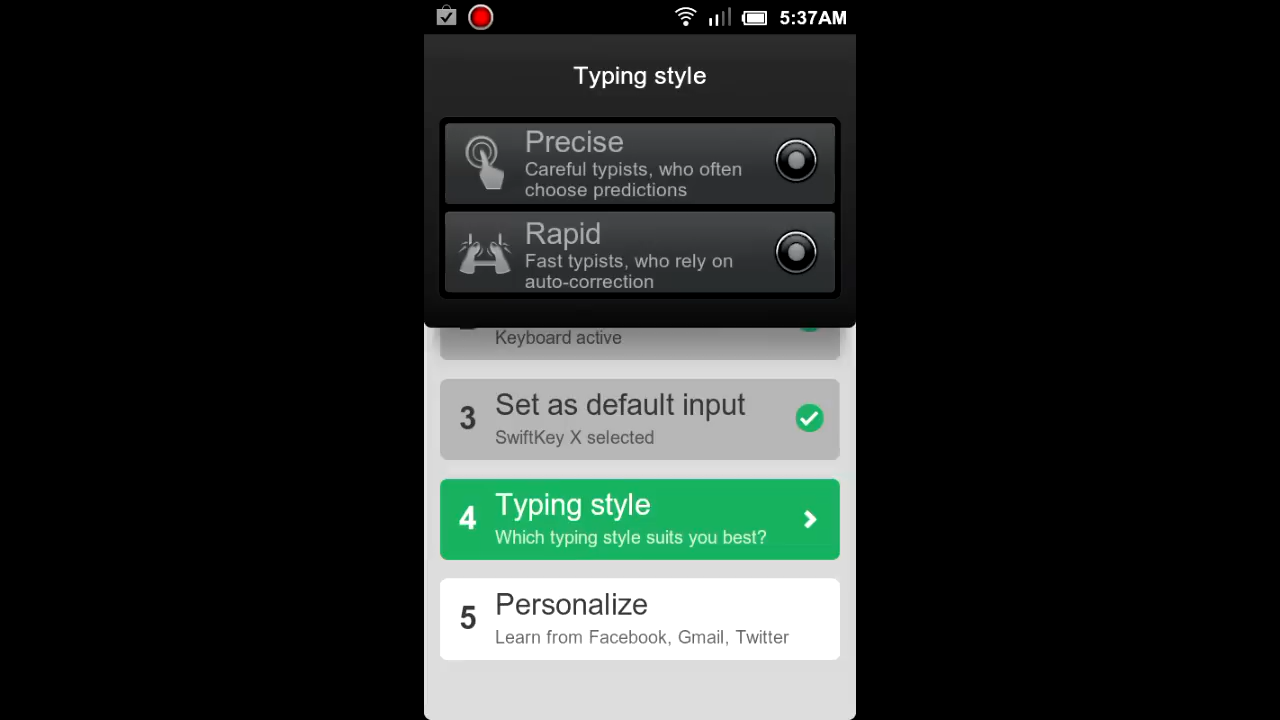 5:37AM
Typing style
Precise
Careful typists, who often
choose predictions
Rapid
Fast typists, who rely on
auto-correction
Keyboard active
3
Set as default input
SwiftKey X selected
4
Typing style
Which typing style suits you best?
5
Personalize
Learn from Facebook, Gmail, Twitter